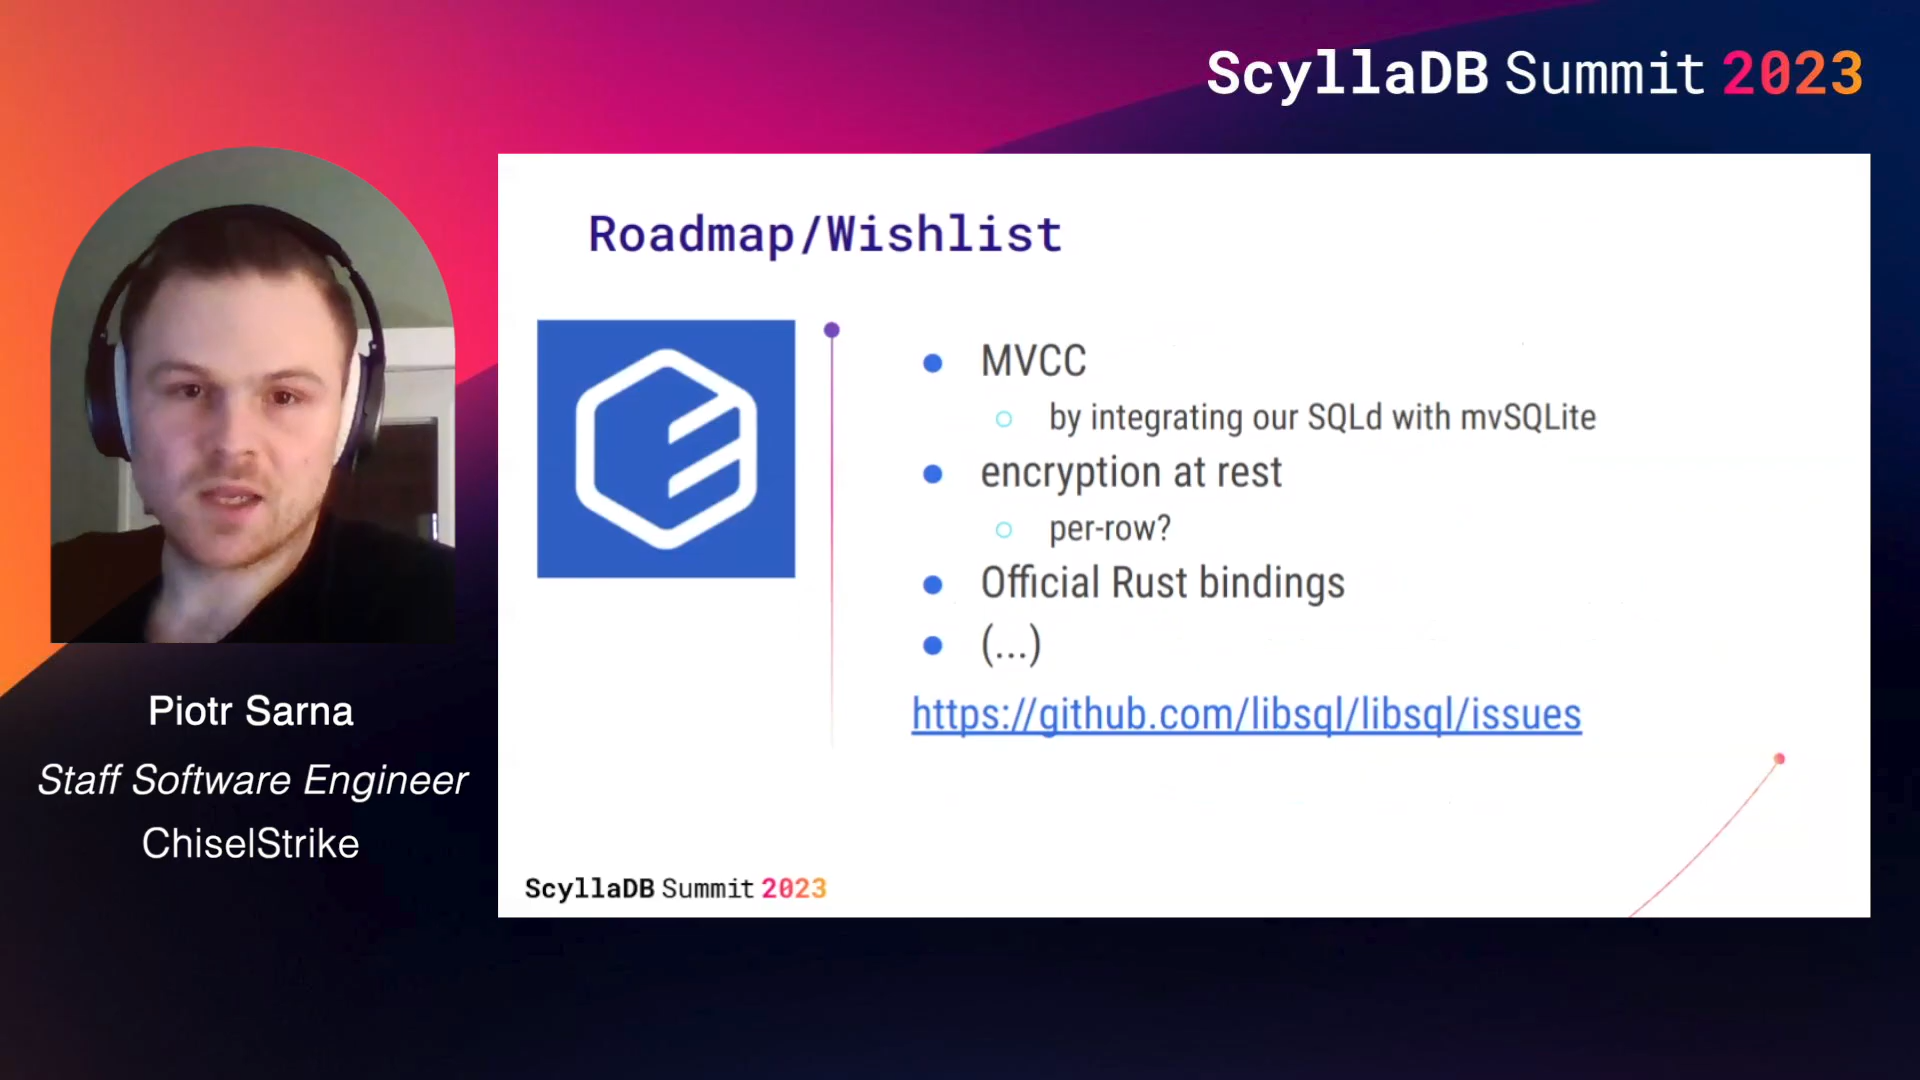 ScyllaDB Summit 2023
Roadmap/Wishlist
MVCC
by integrating our SQLd with mvSQLite
encryption at rest
per-row?
Official Rust bindings
(...)
https://github.com/libsql/libsql/issues
ScyllaDB Summit 2023
Piotr Sarna
Staff Software Engineer
ChiselStrike